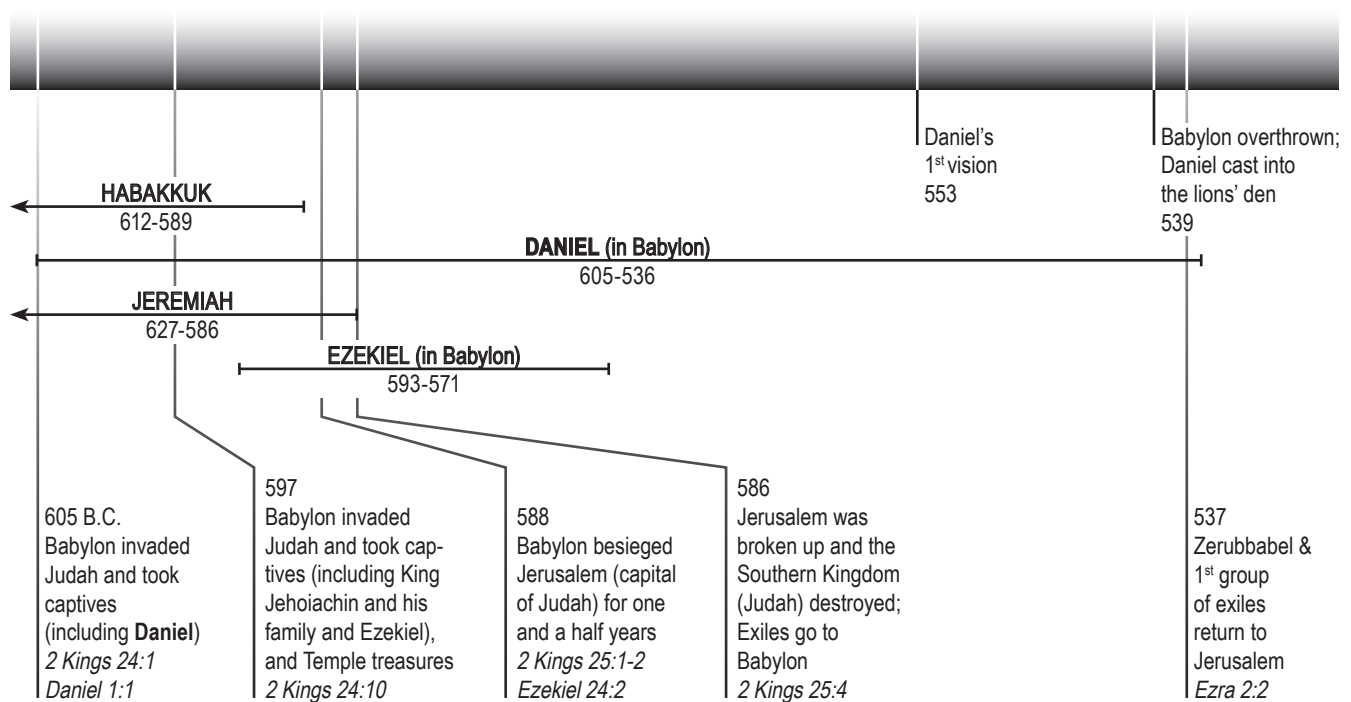 Daniel's
1st vision
553
Babylon overthrown;
Daniel cast into
the lions' den
539
HABAKKUK
612-589
DANIEL (in Babylon)
605-536
JEREMIAH
627-586
EZEKIEL (in Babylon)
593-571
605 B.C.
Babylon invaded
Judah and took
captives
(including Daniel)
2 Kings 24:1
Daniel 1:1
597
Babylon invaded
Judah and took cap-
tives (including King
Jehoiachin and his
family and Ezekiel),
and Temple treasures
2 Kings 24:10
588
Babylon besieged
Jerusalem (capital
of Judah) for one
and a half years
2 Kings 25:1-2
Ezekiel 24:2
586
Jerusalem was
broken up and the
Southern Kingdom
(Judah) destroyed;
Exiles go to
Babylon
2 Kings 25:4
537
Zerubbabel &
1st group
of exiles
return to
Jerusalem
Ezra 2:2